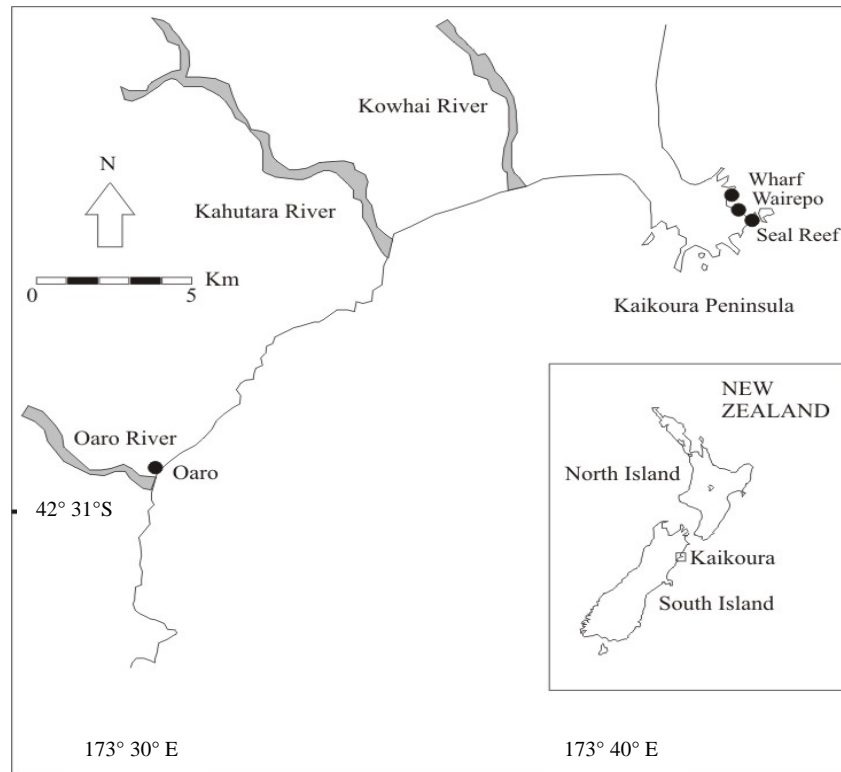 Kowhai River
N
Wharf
Wairepo
Seal Reef
Kahutara River
Km
0
5
Kaikoura Peninsula
NEW
ZEALAND
Oaro River
Oaro
North Island
42° 31°S
Kaikoura
South Island
173° 30° E
173° 40° E